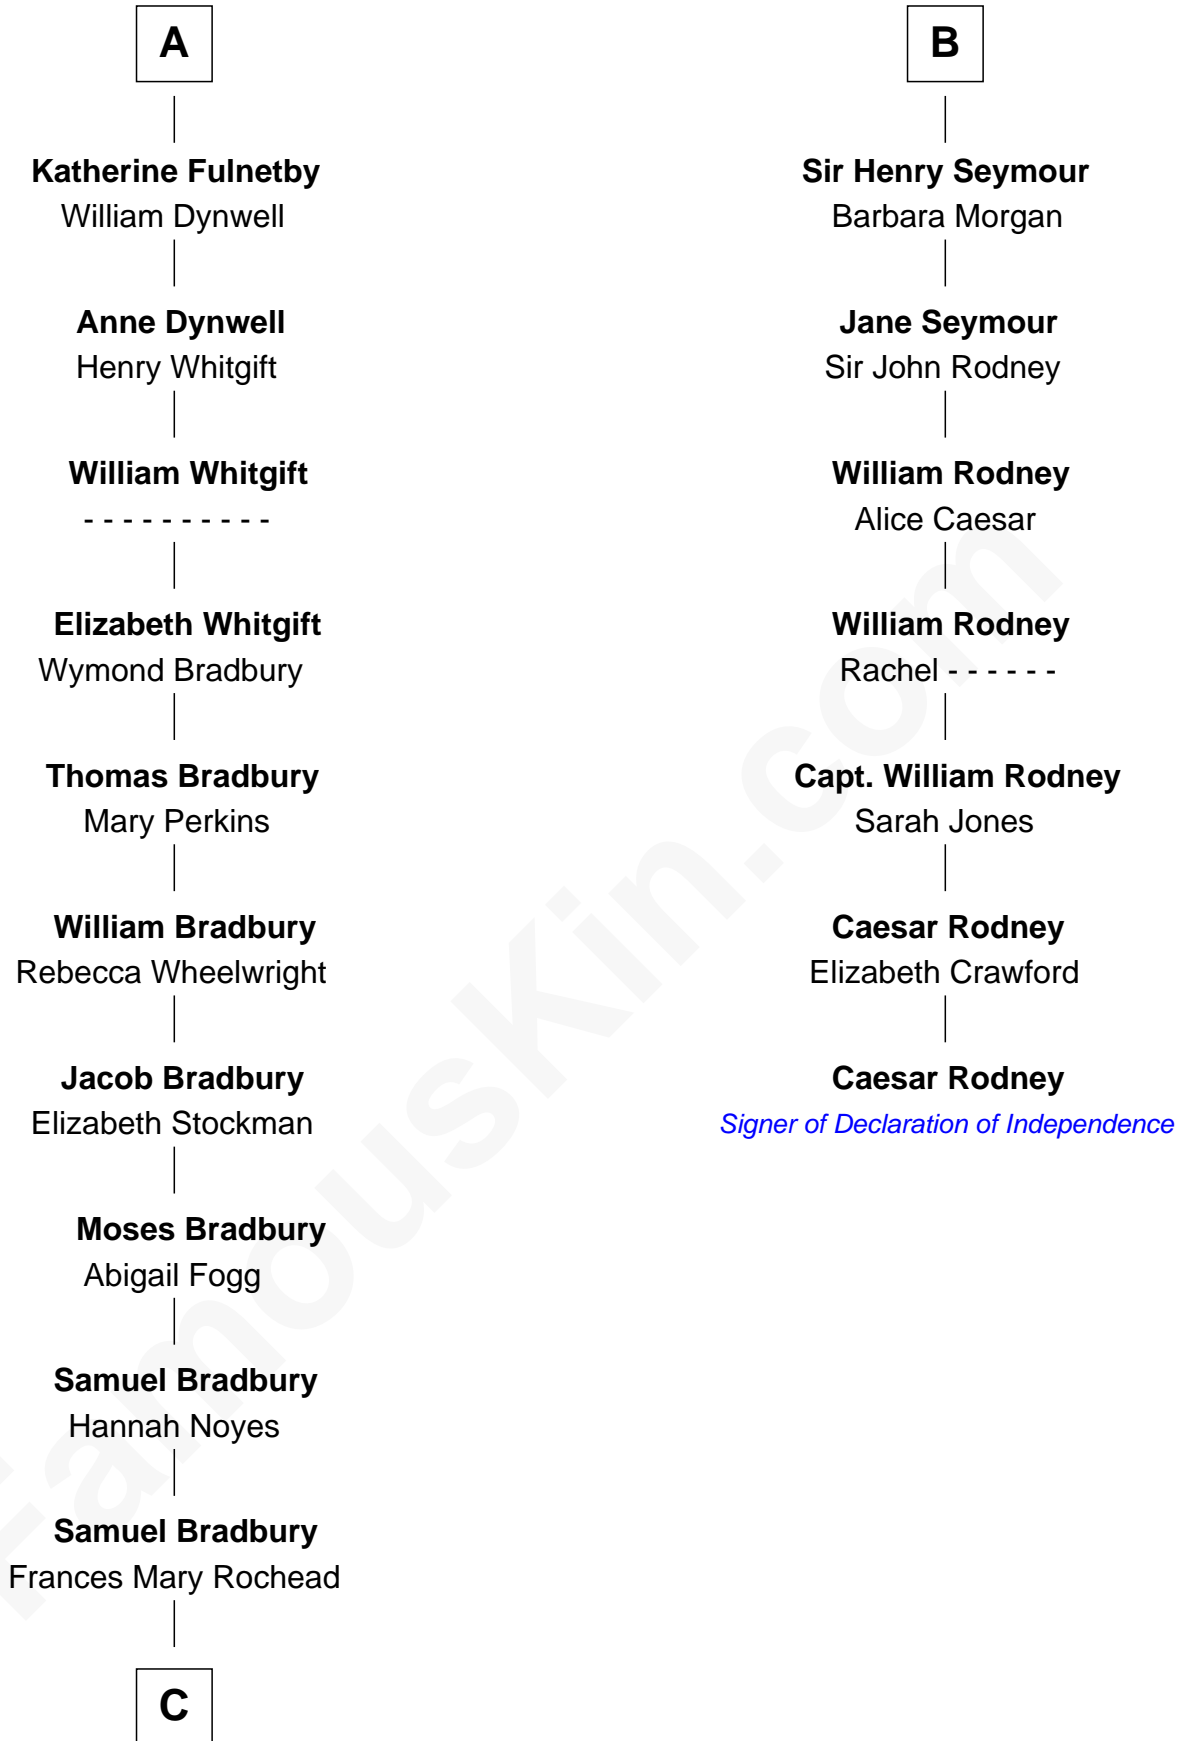 A
Katherine Fulnetby
William Dynwell
Anne Dynwell
Henry Whitgift
William Whitgift
- - - - - - - - - -
Elizabeth Whitgift
Wymond Bradbury
Thomas Bradbury
Mary Perkins
William Bradbury
Rebecca Wheelwright
Jacob Bradbury
Elizabeth Stockman
Moses Bradbury
Abigail Fogg
Samuel Bradbury
Hannah Noyes
Samuel Bradbury
Frances Mary Rochead
C
B
Sir Henry Seymour
Barbara Morgan
Jane Seymour
Sir John Rodney
William Rodney
Alice Caesar
William Rodney
Rachel - - - - - -
Capt. William Rodney
Sarah Jones
Caesar Rodney
Elizabeth Crawford
Caesar Rodney
Signer of Declaration of Independence
FamousKin.com